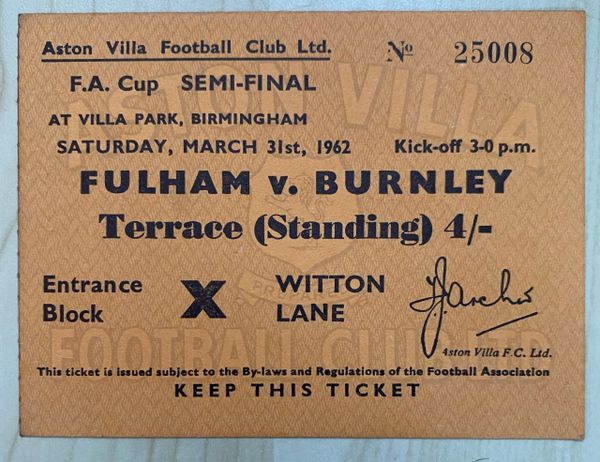 Aston Villa Football Club Ltd. Nº 25008
F.A. Cup SEMI-FINAL
AT VILLA PARK, BIRMINGHAM
SATURDAY, MARCH 31st, 1962 Kick-off 3-0 p.m.
FULHAM v. BURNLEY
Terrace (Standing) 4/-
Entrance Block X WITTON LANE
Aston Villa F.C. Ltd.
This ticket is issued subject to the By-laws and Regulations of the Football Association
KEEP THIS TICKET
ASTON VILLA